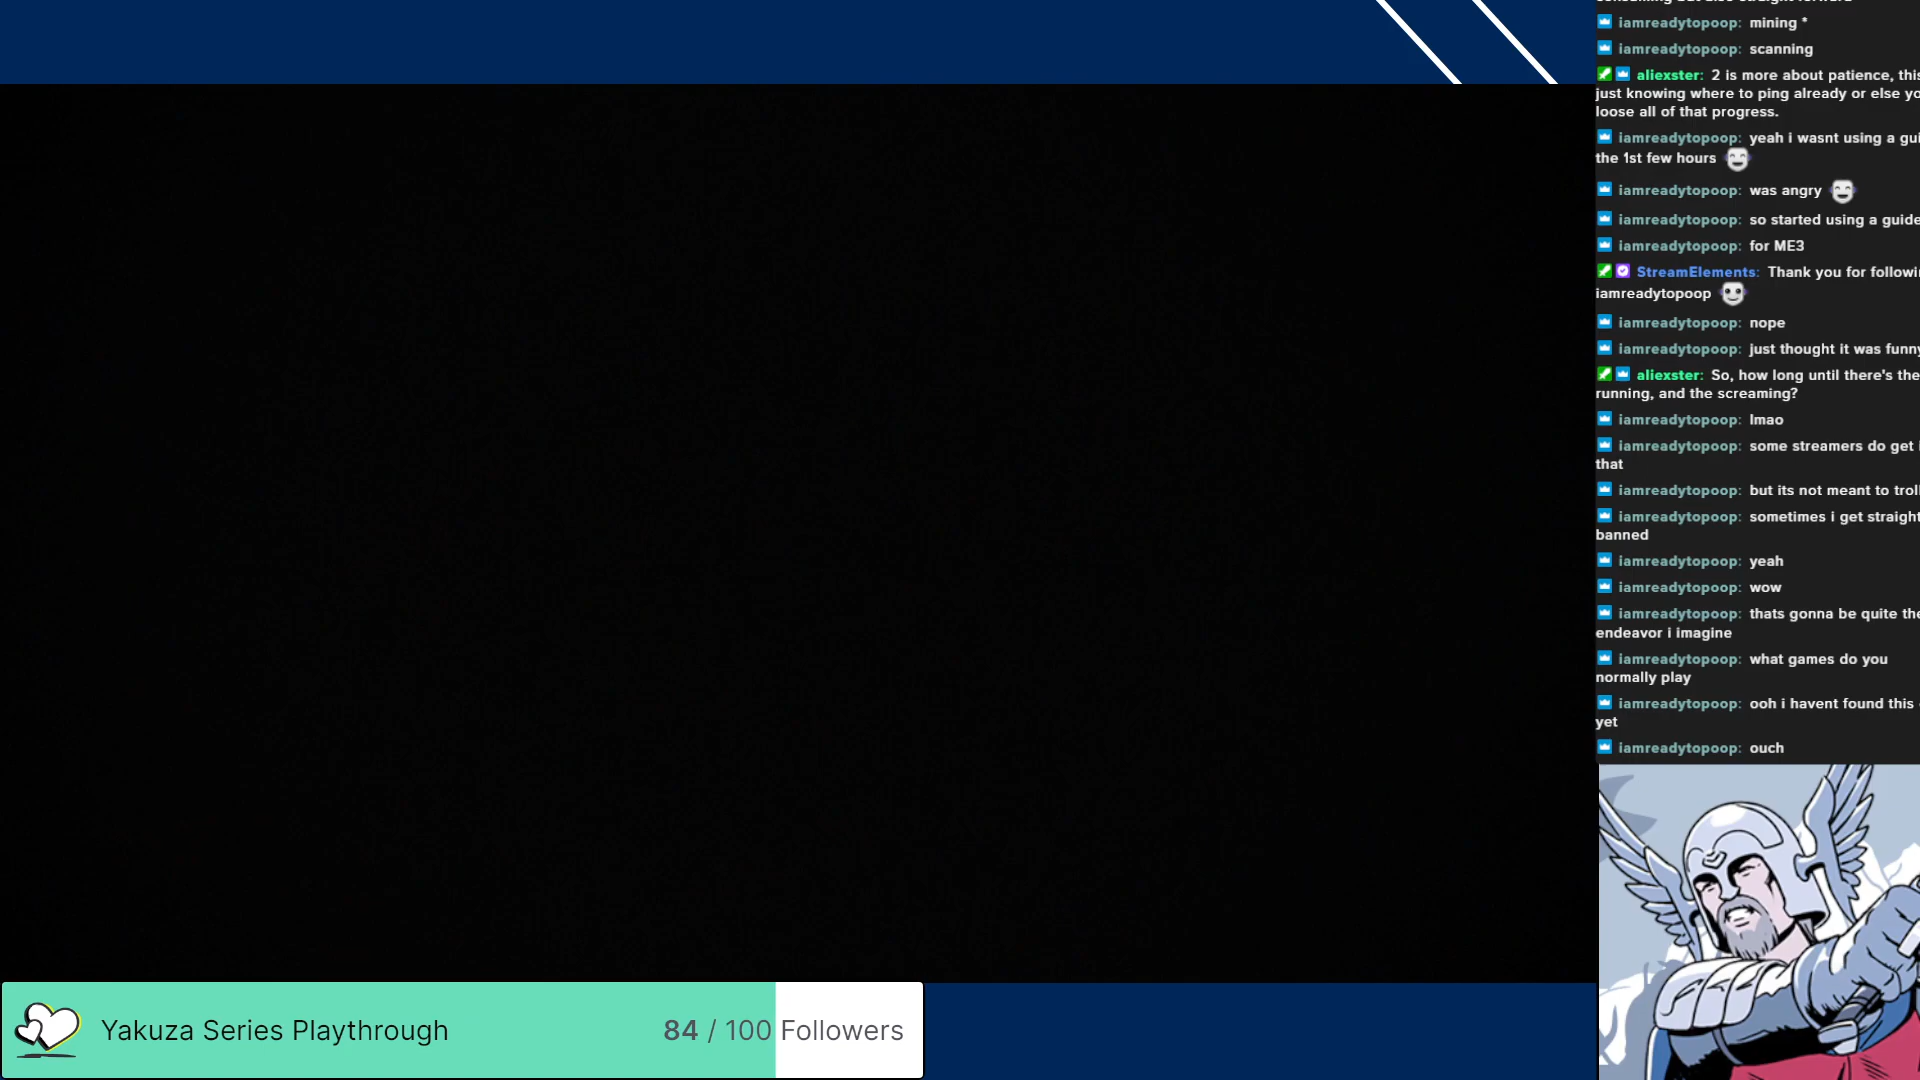 iamreadytopoop: mining *
iamreadytopoop: scanning
aliexster: 2 is more about patience, this
just knowing where to ping already or else yo
loose all of that progress.
iamreadytopoop: yeah i wasnt using a gui
the 1st few hours
iamreadytopoop: was angry
iamreadytopoop: so started using a guide
iamreadytopoop: for ME3
StreamElements: Thank you for followin
iamreadytopoop
iamreadytopoop: nope
iamreadytopoop: just thought it was funny
aliexster: So, how long until there's the
running, and the screaming?
iamreadytopoop: lmao
iamreadytopoop: some streamers do get
that
iamreadytopoop: but its not meant to troll
iamreadytopoop: sometimes i get straight
banned
iamreadytopoop: yeah
iamreadytopoop: wow
iamreadytopoop: thats gonna be quite the
endeavor i imagine
iamreadytopoop: what games do you
normally play
iamreadytopoop: ooh i havent found this
yet
iamreadytopoop: ouch
Yakuza Series Playthrough 84 / 100 Followers